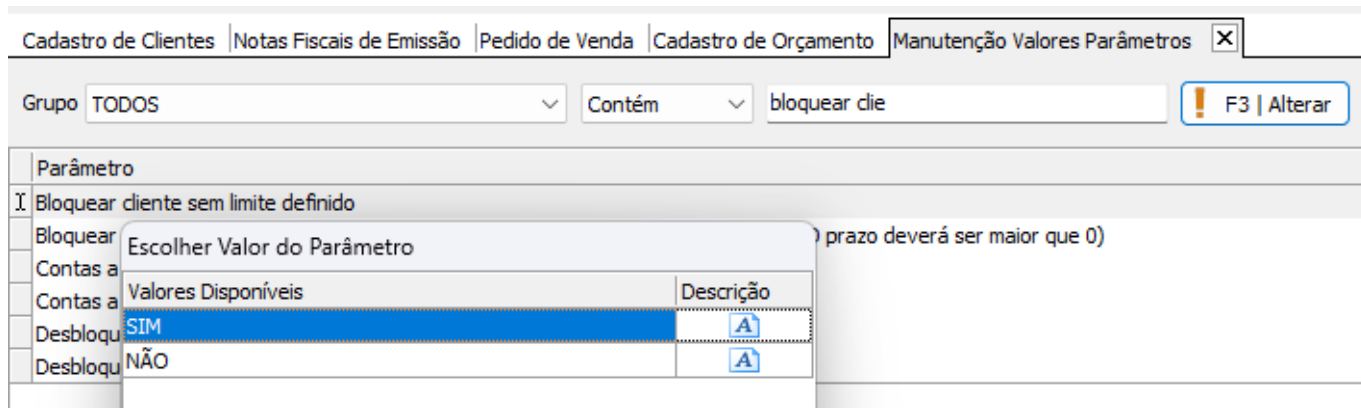 Cadastro de Clientes Notas Fiscais de Emissão Pedido de Venda Cadastro de Orçamento Manutenção Valores Parâmetros X
Grupo TODOS Contém bloquear clie F3 | Alterar
Parâmetro
Bloquear cliente sem limite definido
Bloquear prazo deverá ser maior que 0)
Escolher Valor do Parâmetro
Contas a
Valores Disponíveis Descrição
Contas a
SIM A
Desbloqu
NÃO A
Desbloqu